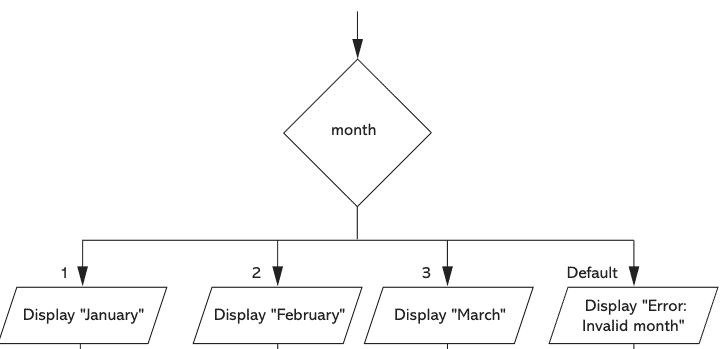 month
1
2
3
Default
Display "January"
Display "February"
Display "March"
Display "Error:
Invalid month"